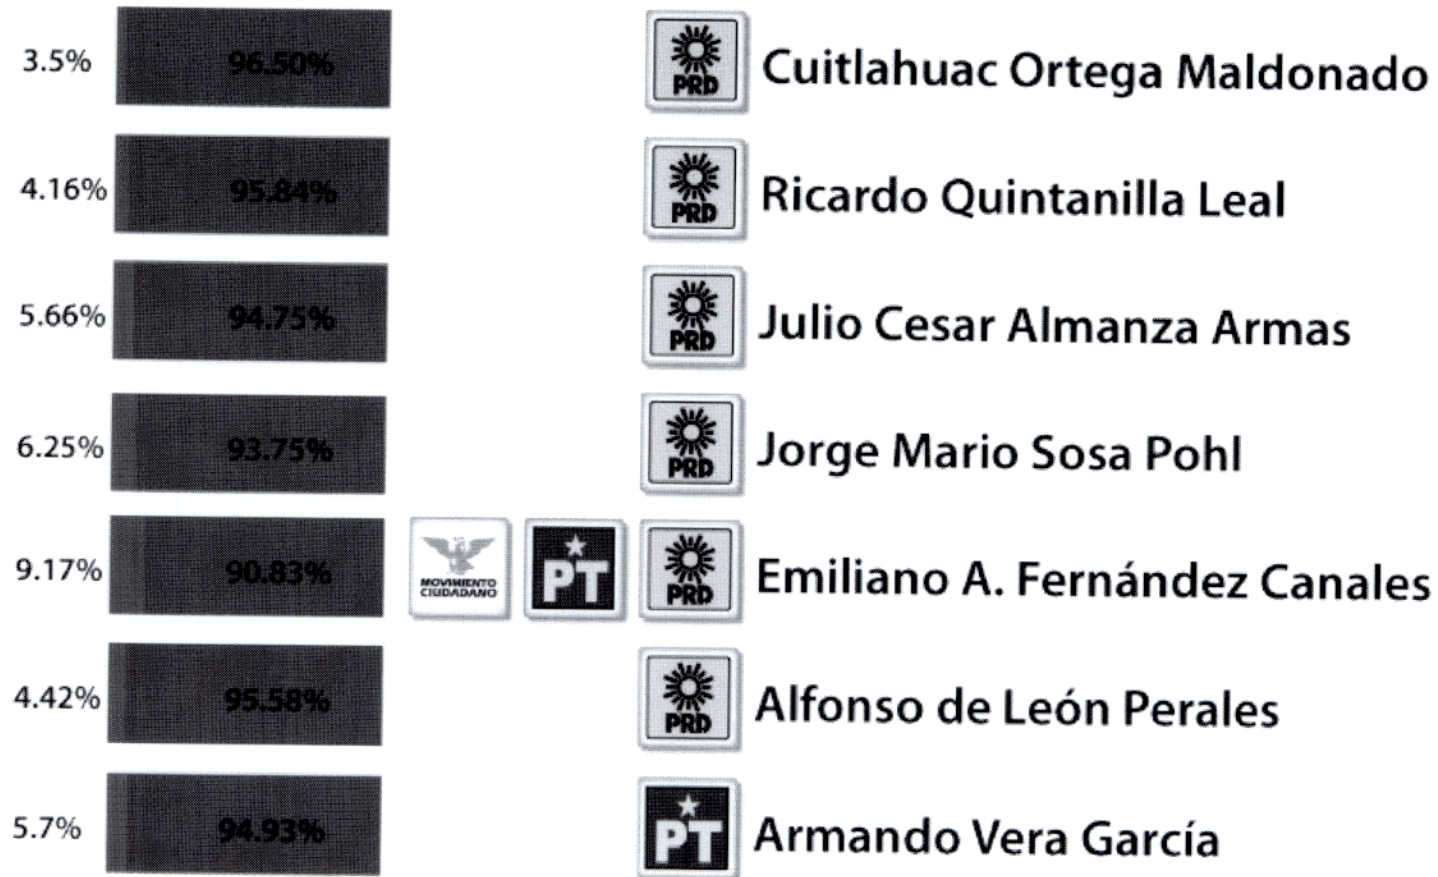 3.5% 96.50% PRD Cuitlahuac Ortega Maldonado
4.16% 95.84% PRD Ricardo Quintanilla Leal
5.66% 94.75% PRD Julio Cesar Almanza Armas
6.25% 93.75% PRD Jorge Mario Sosa Pohl
9.17% 90.83% MOVIMIENTO CIUDADANO PT PRD Emiliano A. Fernández Canales
4.42% 95.58% PRD Alfonso de León Perales
5.7% 94.93% PT Armando Vera García